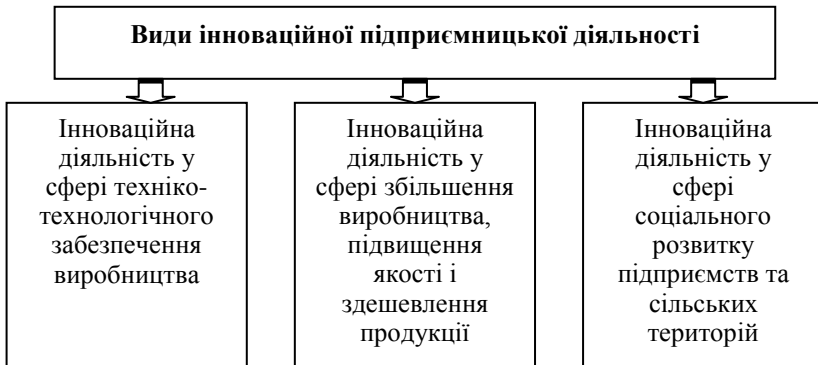 Види інноваційної підприємницької діяльності
Інноваційна
діяльність у
сфері техніко-
технологічного
забезпечення
виробництва
Інноваційна
діяльність у
сфері збільшення
виробництва,
підвищення
якості і
здешевлення
продукції
Інноваційна
діяльність у
сфері
соціального
розвитку
підприємств та
сільських
територій